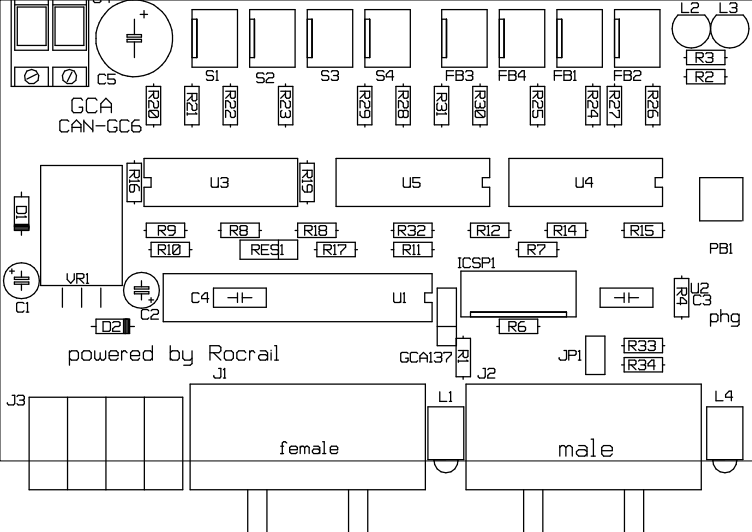 L2 L3
C5 S1 S2 S3 S4 FB3 FB4 FB1 FB2
R3
R2
GCA
CAN-GC6
R20 R21 R22 R23 R29 R28 R31 R30 R25 R24 R27 R26
R16 U3 R19 U5 U4
D1
R9 R8 R18 R32 R12 R14 R15
R10 RES1 R17 R11 R7
PB1
VR1
ICSP1
C1 C2 C4 U1 R4 U2
C3
phg
D2 R6
powered by Rocrail
GCA137 R1 JP1 R33
R34
J1 J2
J3 L1 L4
female male